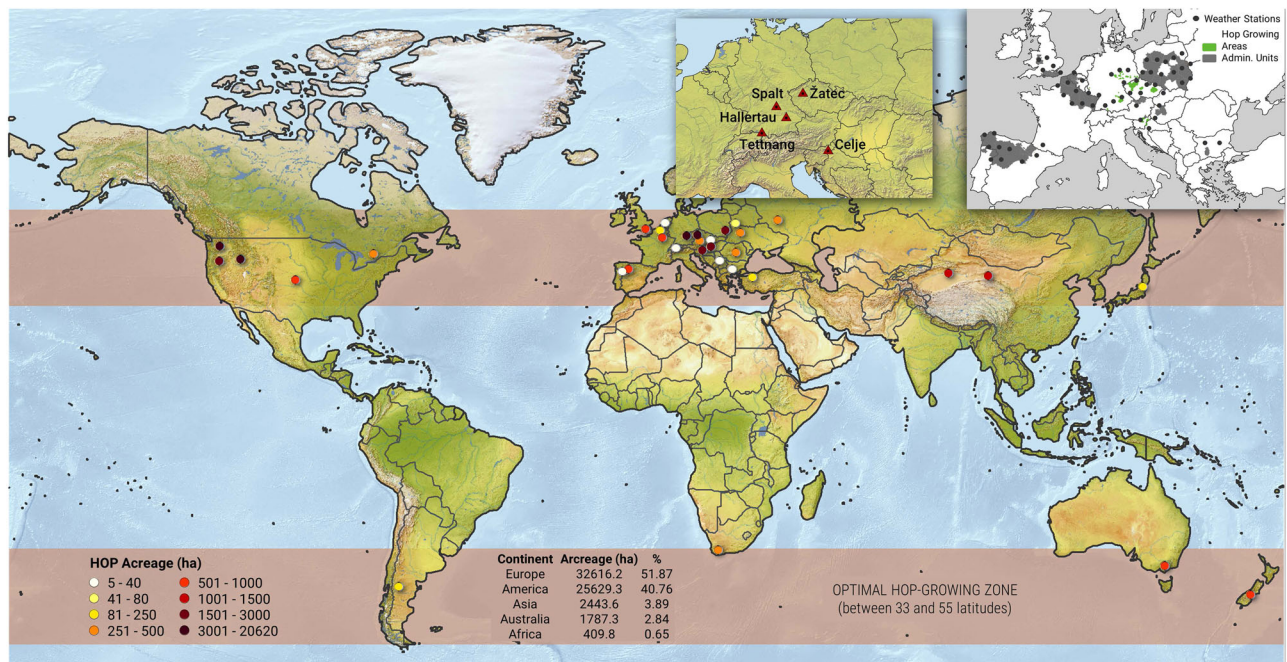 Spalt
Žatec
Hallertau
Tettnang
Celje
Weather Stations
Hop Growing
Areas
Admin. Units
HOP Acreage (ha)
5 - 40
501 - 1000
41 - 80
1001 - 1500
81 - 250
1501 - 3000
251 - 500
3001 - 20620
Continent Arcreage (ha) %
Europe 32616.2 51.87
America 25629.3 40.76
Asia 2443.6 3.89
Australia 1787.3 2.84
Africa 409.8 0.65
OPTIMAL HOP-GROWING ZONE
(between 33 and 55 latitudes)